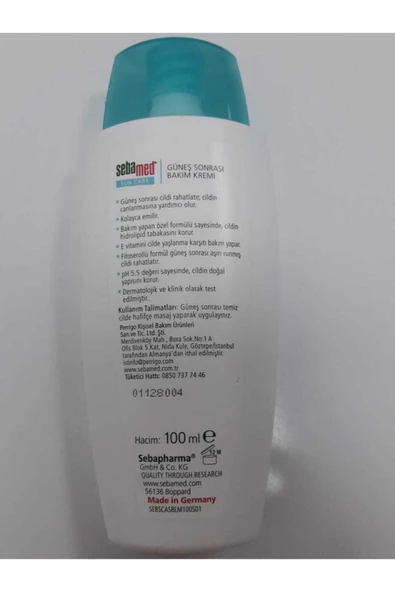 sebamed
SUN CARE
GÜNEŞ SONRASI
BAKIM KREMİ
• Güneş sonrası cildi rahatlatır, cildin
canlanmasına yardımcı olur.
• Kolayca emilir.
• Bakım yapan özel formülü sayesinde, cildin
hidrolipid tabakasını korur.
• E vitamini cilde yaşlanma karşıtı bakım yapar.
• Fitoserollü formül güneş sonrası aşırı ısınmış
cildi rahatlatır.
• pH 5.5 değeri sayesinde, cildin doğal
yapısını korur.
• Dermatolojik ve klinik olarak test
edilmiştir.
Kullanım Talimatları: Güneş sonrası temiz
cilde hafifçe masaj yaparak uygulayınız.
Perrigo Kişisel Bakım Ürünleri
San.ve Tic. Ltd. Şti.
Merdivenköy Mah., Bora Sok.No:1 A
Ofis Blok 5.Kat, Nida Kule, Göztepe/İstanbul
tarafından Almanya'dan ithal edilmiştir.
istinfo@perrigo.com
www.sebamed.com.tr
Tüketici Hattı: 0850 737 74 46
01128004
Hacim: 100 ml e
12 M
Sebapharma®
GmbH & Co. KG
QUALITY THROUGH RESEARCH
www.sebamed.com
56136 Boppard
Made in Germany
SEBSCASBLM100S01